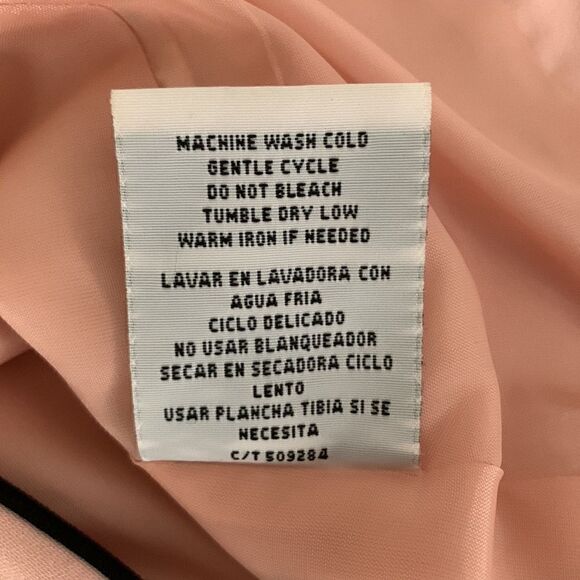 MACHINE WASH COLD
GENTLE CYCLE
DO NOT BLEACH
TUMBLE DRY LOW
WARM IRON IF NEEDED
LAVAR EN LAVADORA CON
AGUA FRIA
CICLO DELICADO
NO USAR BLANQUEADOR
SECAR EN SECADORA CICLO
LENTO
USAR PLANCHA TIBIA SI SE
NECESITA
C/T 509284